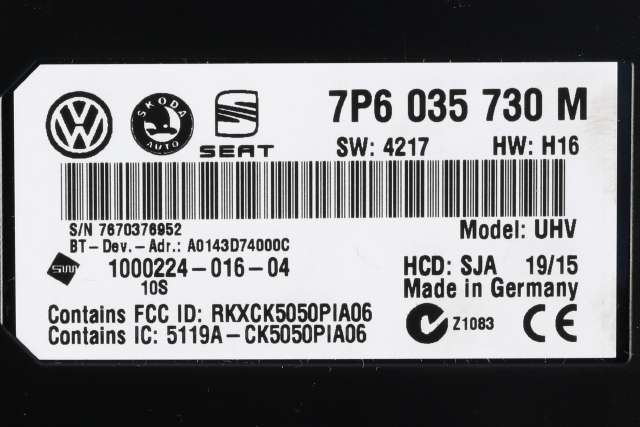 VW
SKODA
AUTO
SEAT
7P6 035 730 M
SW: 4217 HW: H16
S/N 7670376952
BT-Dev.-Adr.: A0143D74000C
Model: UHV
SW
1000224-016-04
10S
HCD: SJA 19/15
Made in Germany
Contains FCC ID: RKXCK5050PIA06
Contains IC: 5119A-CK5050PIA06
Z1083 CE